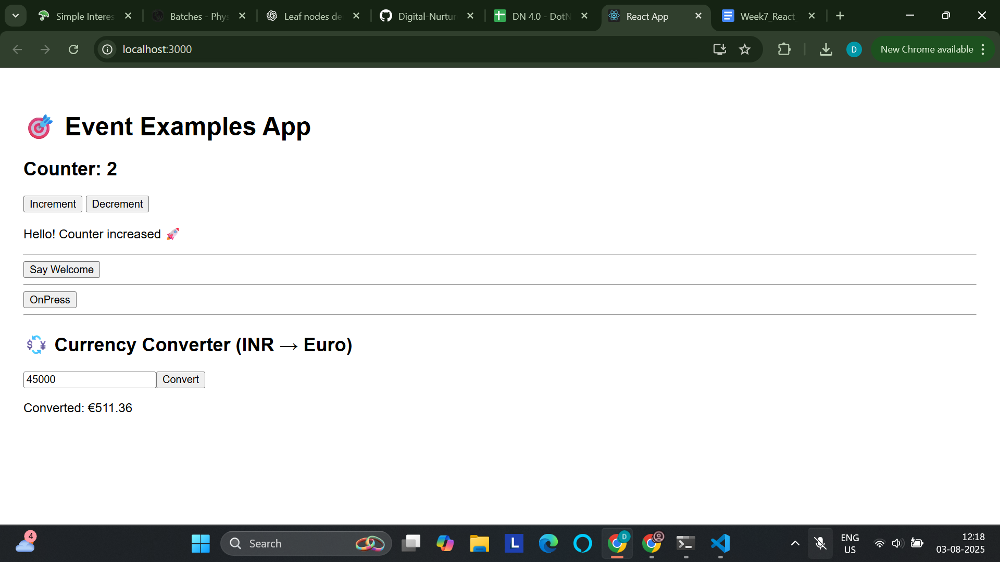 Simple Interes
Batches - Phys
Leaf nodes de
Digital-Nurtur
DN 4.0 - DotN
React App
Week7_React_
localhost:3000
D
New Chrome available
Event Examples App
Counter: 2
Increment
Decrement
Hello! Counter increased 🚀
Say Welcome
OnPress
Currency Converter (INR → Euro)
45000
Convert
Converted: €511.36
4
Search
L
D
ENG
US
12:18
03-08-2025